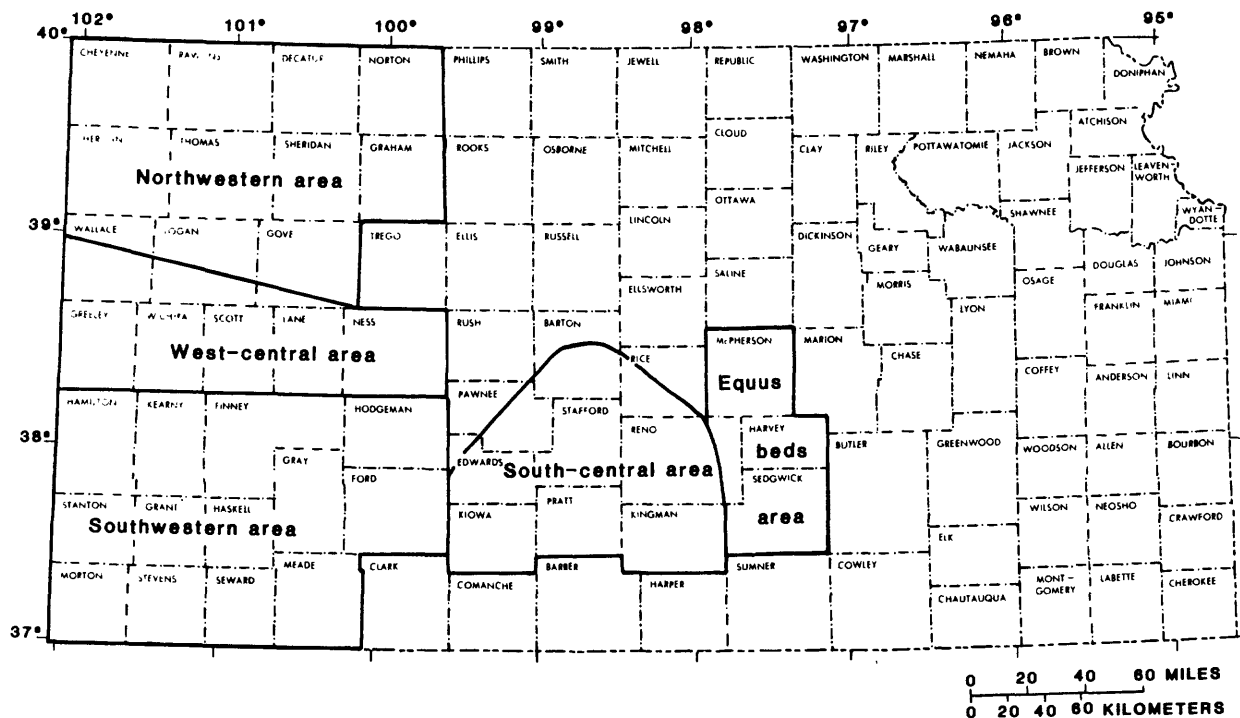 102° 101° 100° 99° 98° 97° 96° 95°
40°
CHEYENNE DECATUR NORTON PHILLIPS SMITH JEWELL REPUBLIC WASHINGTON MARSHALL NEMAHA BROWN
DONIPHAN
ATCHISON
CLOUD
THOMAS SHERIDAN GRAHAM ROOKS OSBORNE MITCHELL CLAY RILEY POTTAWATOMIE JACKSON
JEFFERSON LEAVEN-
WORTH
Northwestern area
OTTAWA
WYAN
DOTTE
LINCOLN SHAWNEE
39°
WALLACE LOGAN GOVE TREGO ELLIS RUSSELL DICKINSON
GEARY WABAUNSEE
DOUGLAS JOHNSON
SALINE
ELLSWORTH MORRIS OSAGE
LYON FRANKLIN MIAMI
GREELEY WICHITA SCOTT LANE NESS RUSH BARTON
McPHERSON MARION
West-central area
RICE CHASE
COFFEY ANDERSON LINN
Equus
PAWNEE
HAMILTON KEARNY FINNEY HODGEMAN STAFFORD
RENO HARVEY
38°
BUTLER GREENWOOD WOODSON ALLEN BOURBON
beds
GRAY EDWARDS
South-central area
FORD SEDGWICK
STANTON GRANT HASKELL KIOWA PRATT KINGMAN
WILSON NEOSHO CRAWFORD
Southwestern area
area
ELK
MEADE CLARK BARBER SUMNER COWLEY
MORTON STEVENS SEWARD COMANCHE HARPER
MONT-
GOMERY LABETTE CHEROKEE
CHAUTAUQUA
37°
0 20 40 60 MILES
0 20 40 60 KILOMETERS